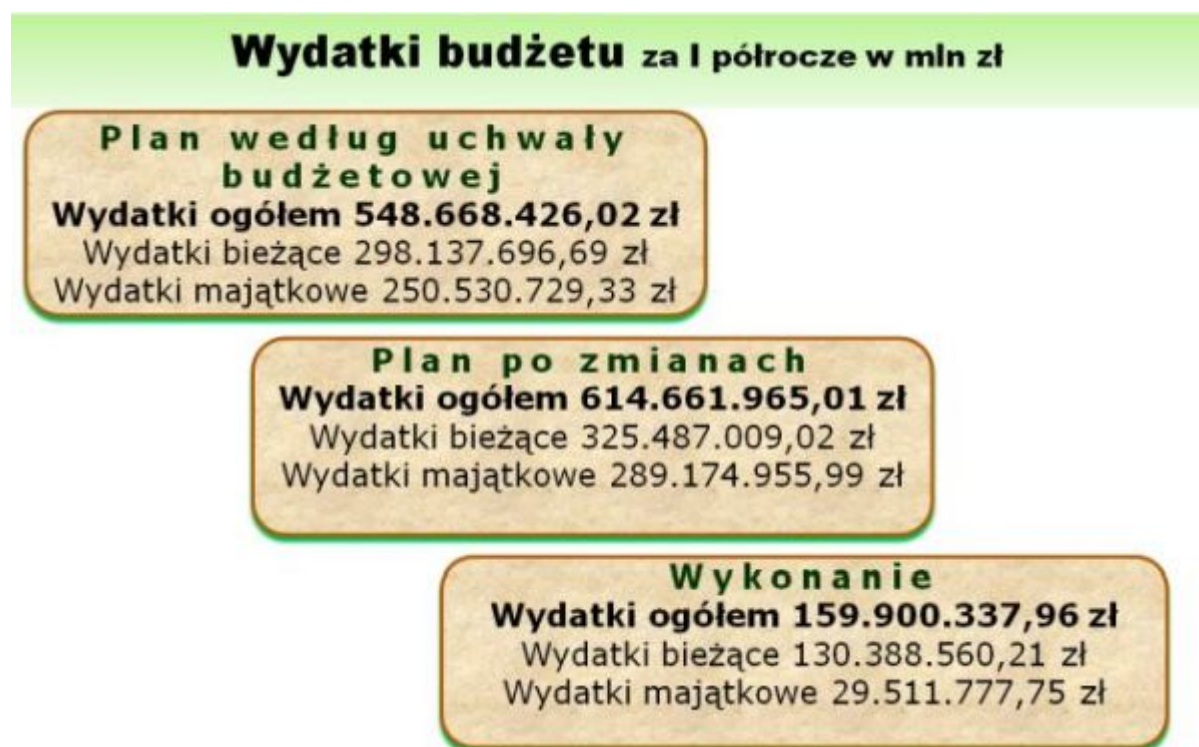 Wydatki budżetu za I półrocze w mln zł
Plan według uchwały
budżetowej
Wydatki ogółem 548.668.426,02 zł
Wydatki bieżące 298.137.696,69 zł
Wydatki majątkowe 250.530.729,33 zł
Plan po zmianach
Wydatki ogółem 614.661.965,01 zł
Wydatki bieżące 325.487.009,02 zł
Wydatki majątkowe 289.174.955,99 zł
Wykonanie
Wydatki ogółem 159.900.337,96 zł
Wydatki bieżące 130.388.560,21 zł
Wydatki majątkowe 29.511.777,75 zł